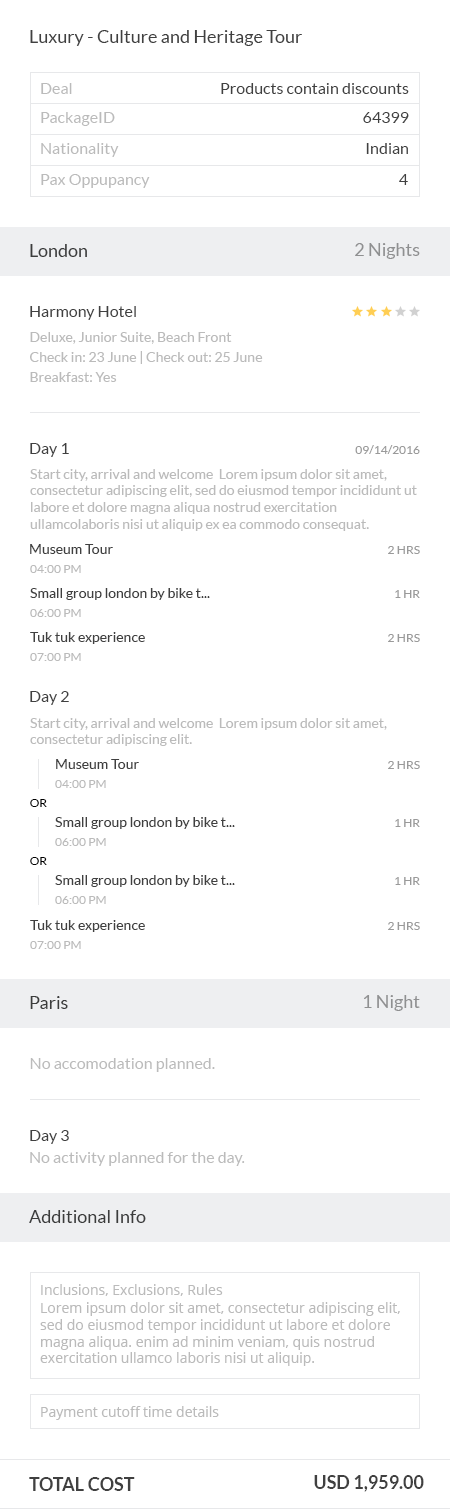 Luxury - Culture and Heritage Tour
Deal Products contain discounts
PackageID 64399
Nationality Indian
Pax Oppupancy 4
London 2 Nights
Harmony Hotel
Deluxe, Junior Suite, Beach Front
Check in: 23 June | Check out: 25 June
Breakfast: Yes
Day 1 09/14/2016
Start city, arrival and welcome Lorem ipsum dolor sit amet,
consectetur adipiscing elit, sed do eiusmod tempor incididunt ut
labore et dolore magna aliqua nostrud exercitation
ullamcolaboris nisi ut aliquip ex ea commodo consequat.
Museum Tour 2 HRS
04:00 PM
Small group london by bike t... 1 HR
06:00 PM
Tuk tuk experience 2 HRS
07:00 PM
Day 2
Start city, arrival and welcome Lorem ipsum dolor sit amet,
consectetur adipiscing elit.
Museum Tour 2 HRS
04:00 PM
OR
Small group london by bike t... 1 HR
06:00 PM
OR
Small group london by bike t... 1 HR
06:00 PM
Tuk tuk experience 2 HRS
07:00 PM
Paris 1 Night
No accomodation planned.
Day 3
No activity planned for the day.
Additional Info
Inclusions, Exclusions, Rules
Lorem ipsum dolor sit amet, consectetur adipiscing elit,
sed do eiusmod tempor incididunt ut labore et dolore
magna aliqua. enim ad minim veniam, quis nostrud
exercitation ullamco laboris nisi ut aliquip.
Payment cutoff time details
TOTAL COST USD 1,959.00